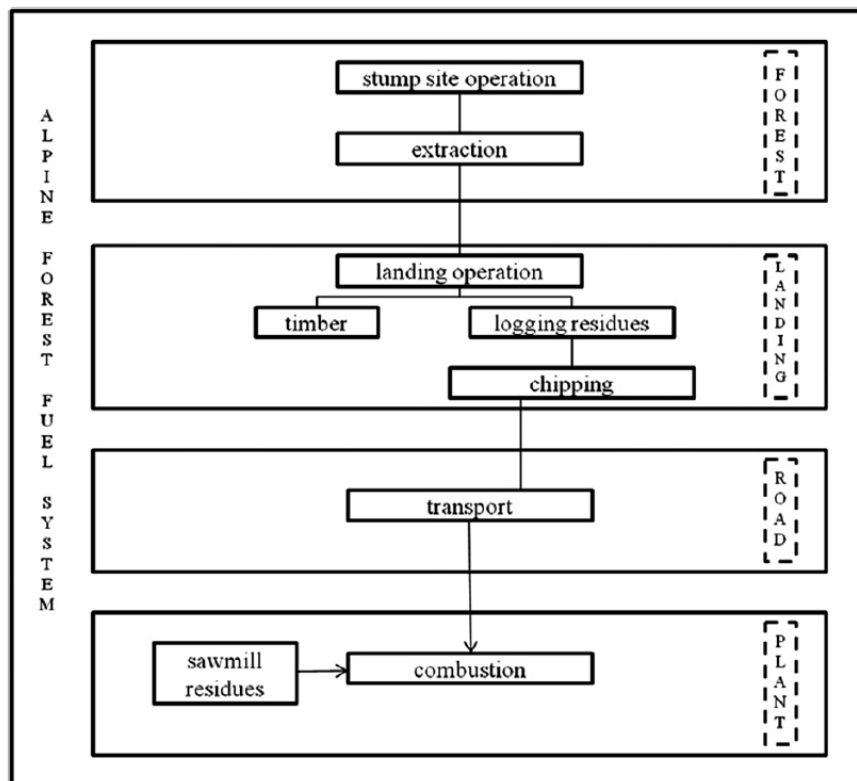 ALPINE FOREST FUEL SYSTEM
stump site operation
extraction
FOREST
landing operation
timber
logging residues
chipping
LANDING
transport
ROAD
sawmill
residues
combustion
PLANT